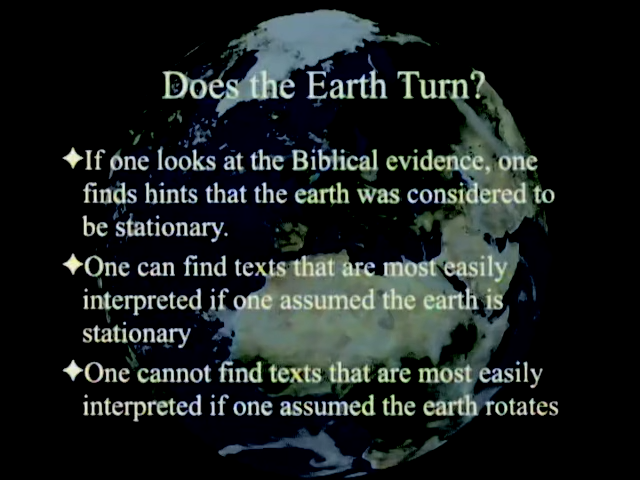 Does the Earth Turn?
If one looks at the Biblical evidence, one
finds hints that the earth was considered to
be stationary.
One can find texts that are most easily
interpreted if one assumed the earth is
stationary
One cannot find texts that are most easily
interpreted if one assumed the earth rotates